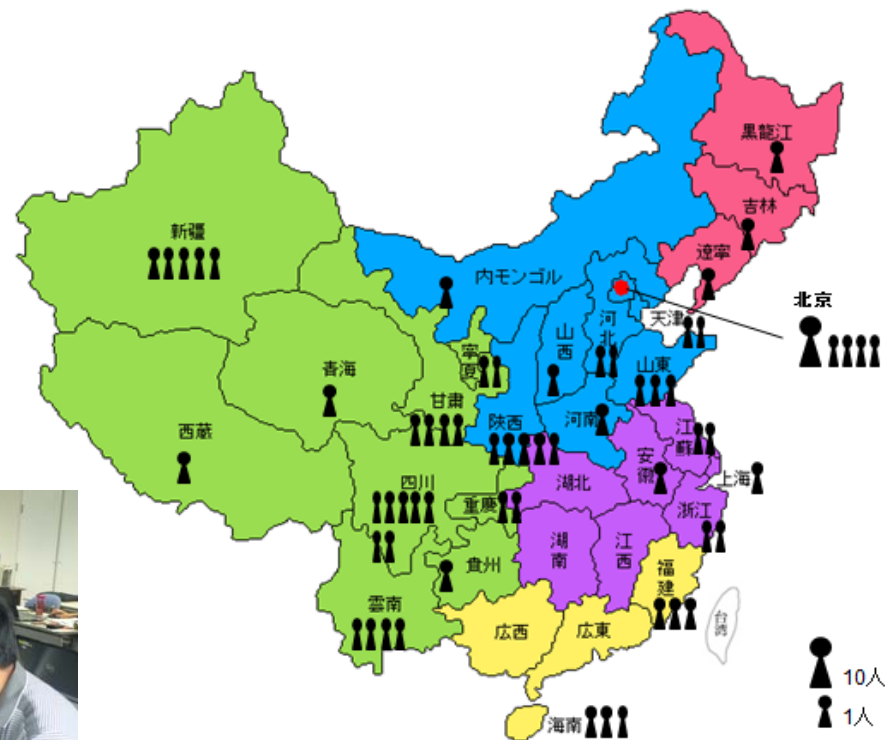 黒龍江
吉林
遼寧
新疆
内モンゴル
北京
天津
河北
山西
寧夏
山東
青海
甘粛
陝西
河南
江蘇
西蔵
安徽
上海
四川
重慶
湖北
浙江
湖南
江西
福建
貴州
雲南
広西
広東
台湾
海南
10人
1人